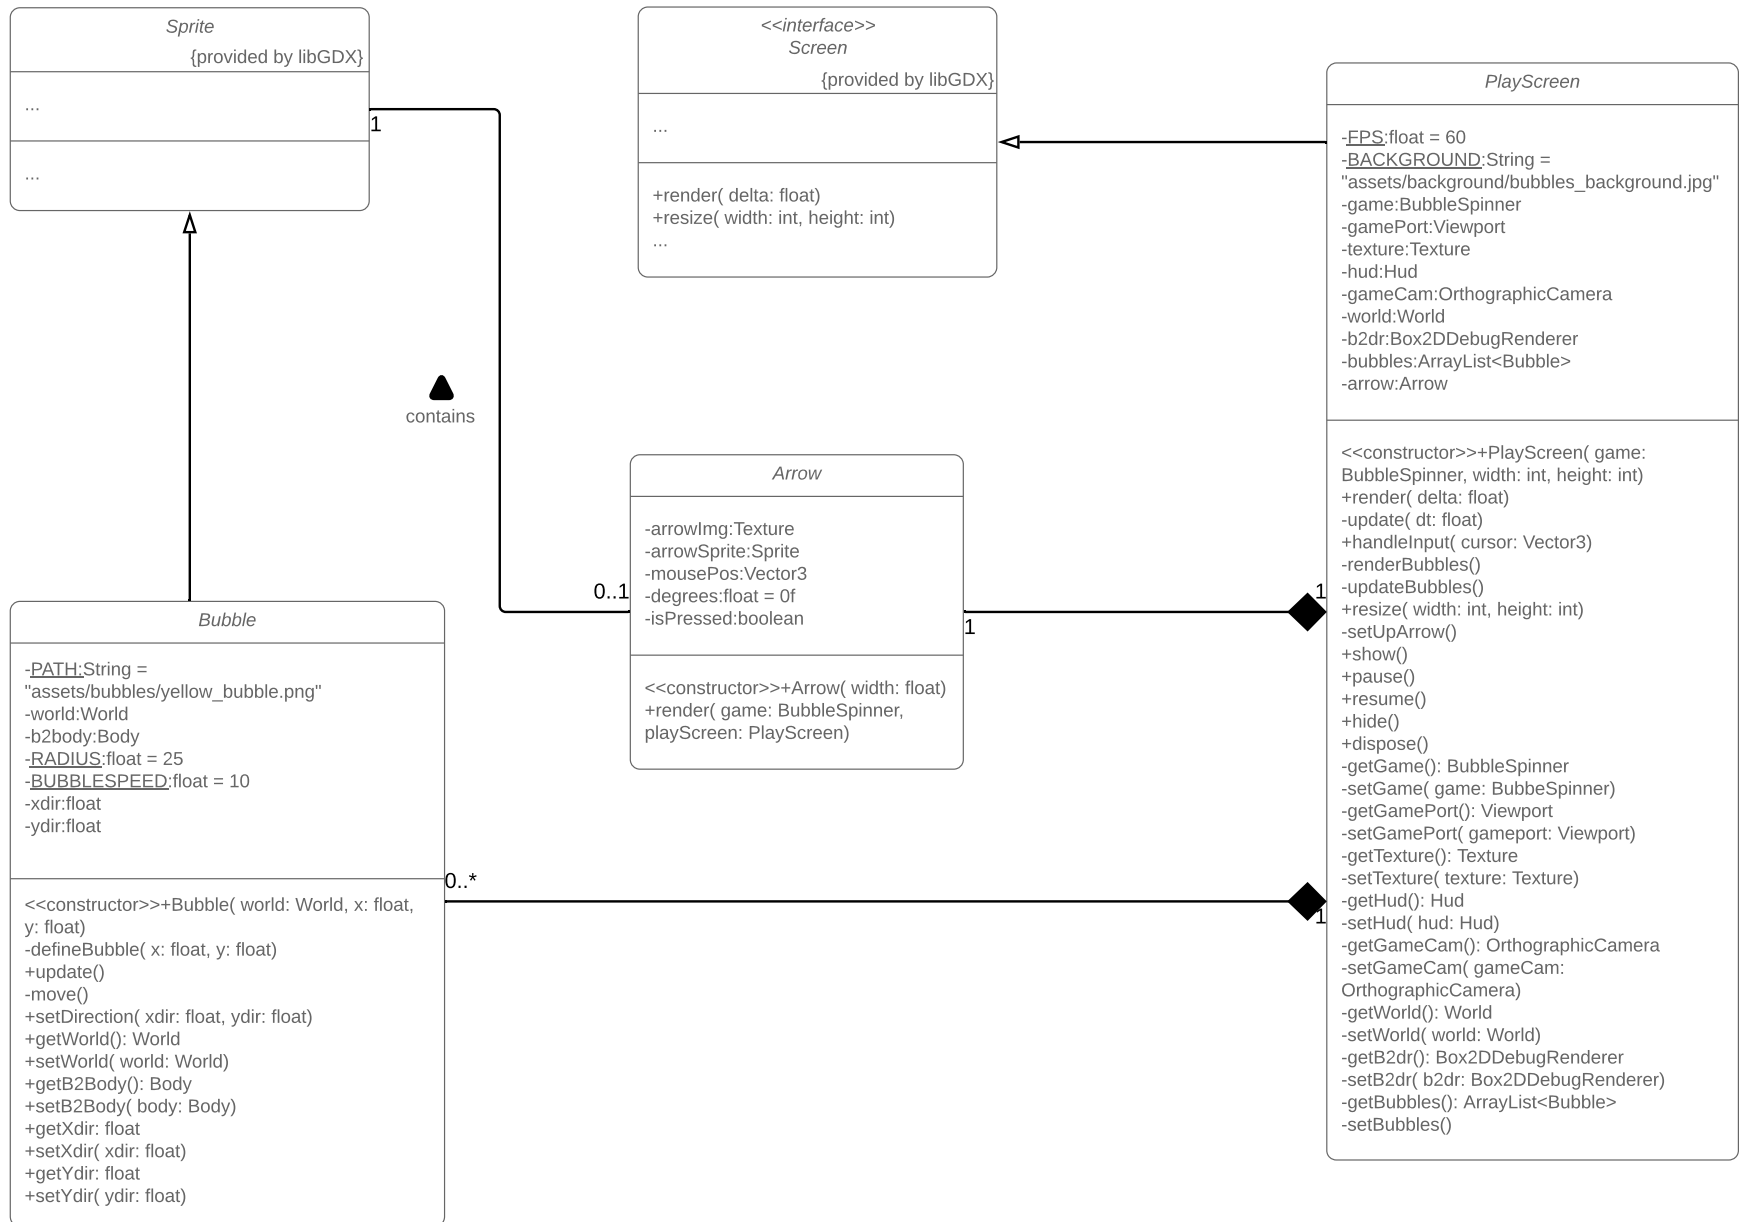 Sprite
{provided by libGDX}
...
...
1
<<interface>>
Screen
{provided by libGDX}
...
+render( delta: float)
+resize( width: int, height: int)
...
PlayScreen
-FPS:float = 60
-BACKGROUND:String =
"assets/background/bubbles_background.jpg"
-game:BubbleSpinner
-gamePort:Viewport
-texture:Texture
-hud:Hud
-gameCam:OrthographicCamera
-world:World
-b2dr:Box2DDebugRenderer
-bubbles:ArrayList<Bubble>
-arrow:Arrow
<<constructor>>+PlayScreen( game:
BubbleSpinner, width: int, height: int)
+render( delta: float)
-update( dt: float)
+handleInput( cursor: Vector3)
-renderBubbles()
-updateBubbles()
+resize( width: int, height: int)
-setUpArrow()
+show()
+pause()
+resume()
+hide()
+dispose()
-getGame(): BubbleSpinner
-setGame( game: BubbeSpinner)
-getGamePort(): Viewport
-setGamePort( gameport: Viewport)
-getTexture(): Texture
-setTexture( texture: Texture)
-getHud(): Hud
-setHud( hud: Hud)
-getGameCam(): OrthographicCamera
-setGameCam( gameCam:
OrthographicCamera)
-getWorld(): World
-setWorld( world: World)
-getB2dr(): Box2DDebugRenderer
-setB2dr( b2dr: Box2DDebugRenderer)
-getBubbles(): ArrayList<Bubble>
-setBubbles()
contains
Arrow
-arrowImg:Texture
-arrowSprite:Sprite
-mousePos:Vector3
-degrees:float = 0f
-isPressed:boolean
<<constructor>>+Arrow( width: float)
+render( game: BubbleSpinner,
playScreen: PlayScreen)
0..1
1
1
Bubble
-PATH:String =
"assets/bubbles/yellow_bubble.png"
-world:World
-b2body:Body
-RADIUS:float = 25
-BUBBLESPEED:float = 10
-xdir:float
-ydir:float
<<constructor>>+Bubble( world: World, x: float,
y: float)
-defineBubble( x: float, y: float)
+update()
-move()
+setDirection( xdir: float, ydir: float)
+getWorld(): World
+setWorld( world: World)
+getB2Body(): Body
+setB2Body( body: Body)
+getXdir: float
+setXdir( xdir: float)
+getYdir: float
+setYdir( ydir: float)
0..*
1